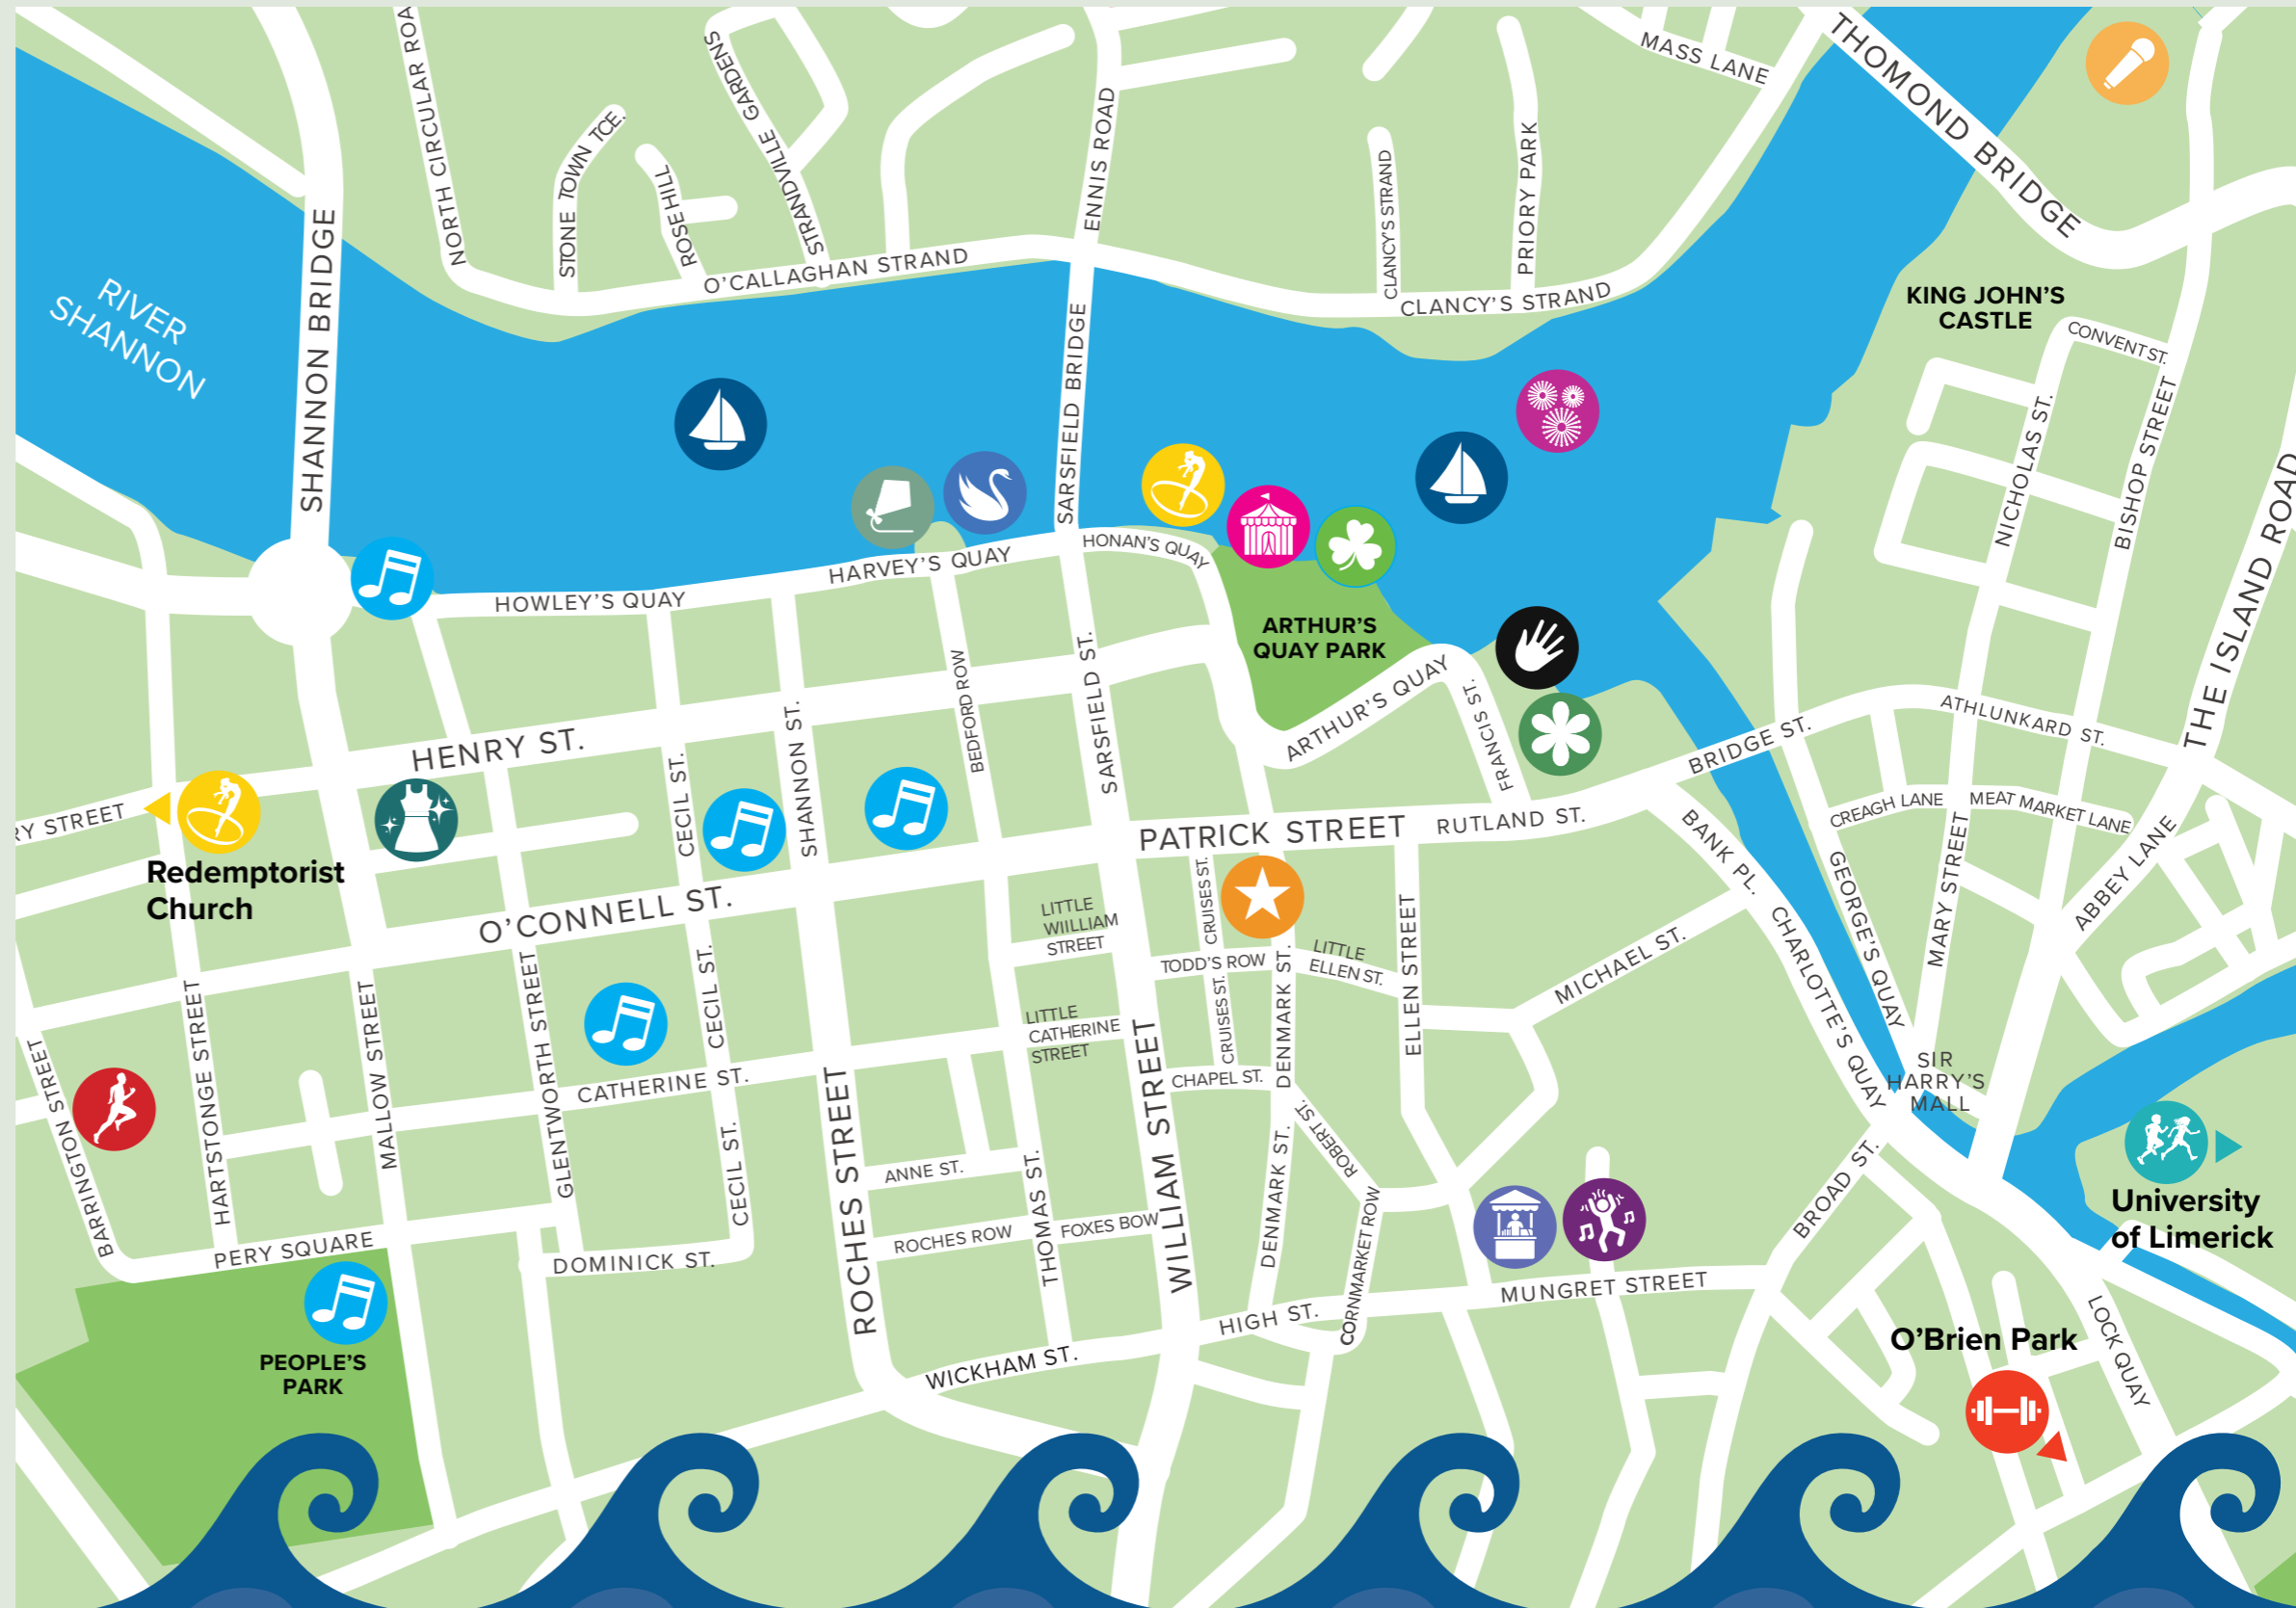 NORTH CIRCULAR ROA
STRANDVILLE GARDENS
STONE TOWN TCE.
ROSEHILL
ENNIS ROAD
MASS LANE
THOMOND BRIDGE
CLANCY'S STRAND
PRIORY PARK
O'CALLAGHAN STRAND
CLANCY'S STRAND
RIVER
SHANNON
SHANNON BRIDGE
SARSFIELD BRIDGE
KING JOHN'S
CASTLE
CONVENT ST.
NICHOLAS ST.
BISHOP STREET
THE ISLAND ROAD
HONAN'S QUAY
HARVEY'S QUAY
HOWLEY'S QUAY
ARTHUR'S
QUAY PARK
ARTHUR'S QUAY
FRANCIS ST.
BEDFORD ROW
SARSFIELD ST.
SHANNON ST.
CECIL ST.
HENRY ST.
BRIDGE ST.
ATHLUNKARD ST.
RY STREET
Redemptorist
Church
PATRICK STREET
RUTLAND ST.
CREAGH LANE
MEAT MARKET LANE
BANK PL.
ABBEY LANE
MARY STREET
GEORGE'S QUAY
CHARLOTTE'S QUAY
O'CONNELL ST.
LITTLE
WIILLIAM
STREET
CRUISES ST.
TODD'S ROW
LITTLE
ELLEN ST.
ELLEN STREET
MICHAEL ST.
DENMARK ST.
CRUISES ST.
LITTLE
CATHERINE
STREET
CHAPEL ST.
SIR
HARRY'S
MALL
BARRINGTON STREET
HARTSTONGE STREET
MALLOW STREET
GLENTWORTH STREET
CECIL ST.
CATHERINE ST.
CECIL ST.
ROCHES STREET
WILLIAM STREET
ANNE ST.
ROCHES ROW
THOMAS ST.
FOXES BOW
DENMARK ST.
ROBERT ST.
CORNMARKET ROW
BROAD ST.
University
of Limerick
PERY SQUARE
DOMINICK ST.
MUNGRET STREET
HIGH ST.
WICKHAM ST.
PEOPLE'S
PARK
O'Brien Park
LOCK QUAY